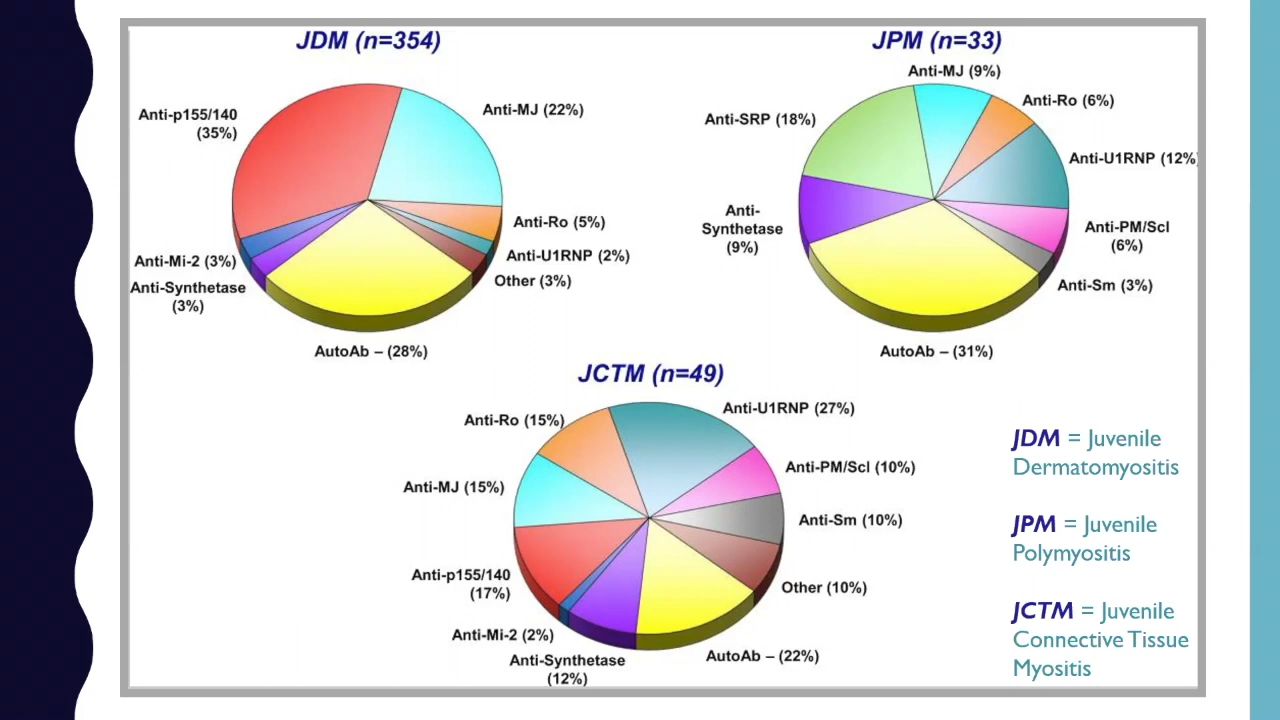 JDM (n=354)
Anti-p155/140
(35%)
Anti-MJ (22%)
Anti-Ro (5%)
Anti-U1RNP (2%)
Other (3%)
Anti-Mi-2 (3%)
Anti-Synthetase
(3%)
AutoAb – (28%)
JPM (n=33)
Anti-MJ (9%)
Anti-Ro (6%)
Anti-SRP (18%)
Anti-U1RNP (12%)
Anti-
Synthetase
(9%)
Anti-PM/Scl
(6%)
Anti-Sm (3%)
AutoAb – (31%)
JCTM (n=49)
Anti-U1RNP (27%)
Anti-Ro (15%)
Anti-PM/Scl (10%)
Anti-MJ (15%)
Anti-Sm (10%)
Anti-p155/140
(17%)
Other (10%)
Anti-Mi-2 (2%)
Anti-Synthetase
(12%)
AutoAb – (22%)
JDM = Juvenile
Dermatomyositis
JPM = Juvenile
Polymyositis
JCTM = Juvenile
Connective Tissue
Myositis